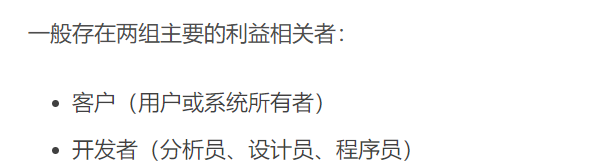 一般存在两组主要的利益相关者：
• 客户（用户或系统所有者）
• 开发者（分析员、设计员、程序员）